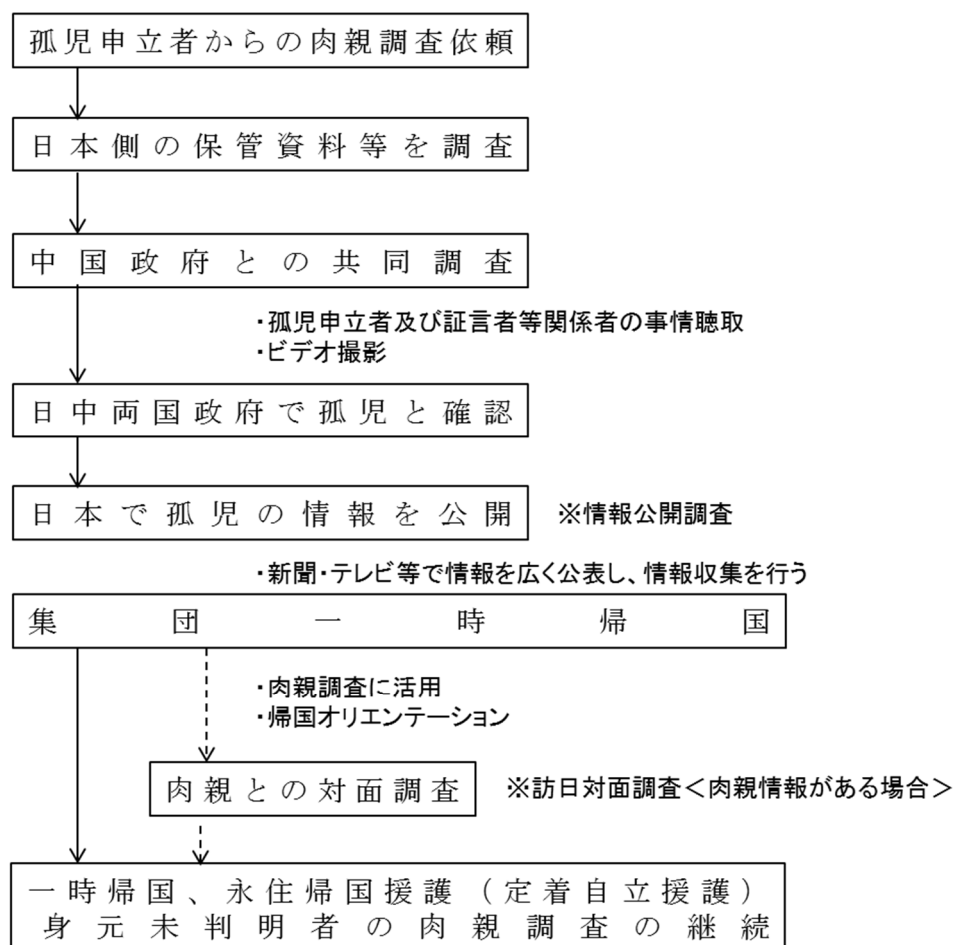 孤児申立者からの肉親調査依頼
日本側の保管資料等を調査
中国政府との共同調査
・孤児申立者及び証言者等関係者の事情聴取
・ビデオ撮影
日中両国政府で孤児と確認
日本で孤児の情報を公開 ※情報公開調査
・新聞・テレビ等で情報を広く公表し、情報収集を行う
集団一時帰国
・肉親調査に活用
・帰国オリエンテーション
肉親との対面調査 ※訪日対面調査＜肉親情報がある場合＞
一時帰国、永住帰国援護（定着自立援護）
身元未判明者の肉親調査の継続